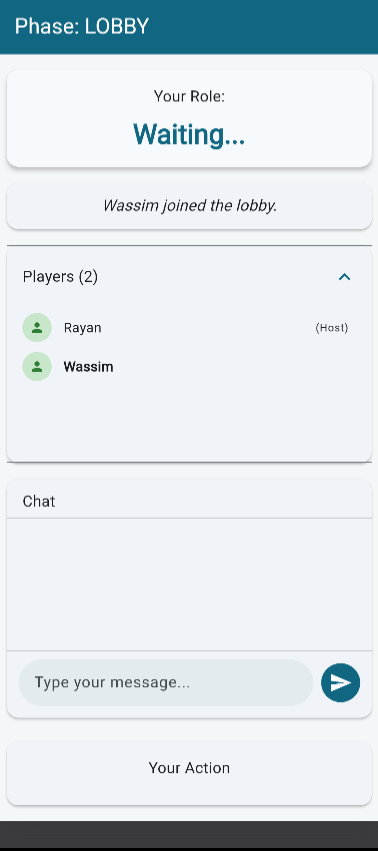 Phase: LOBBY
Your Role:
Waiting...
Wassim joined the lobby.
Players (2)
Rayan (Host)
Wassim
Chat
Type your message...
Your Action